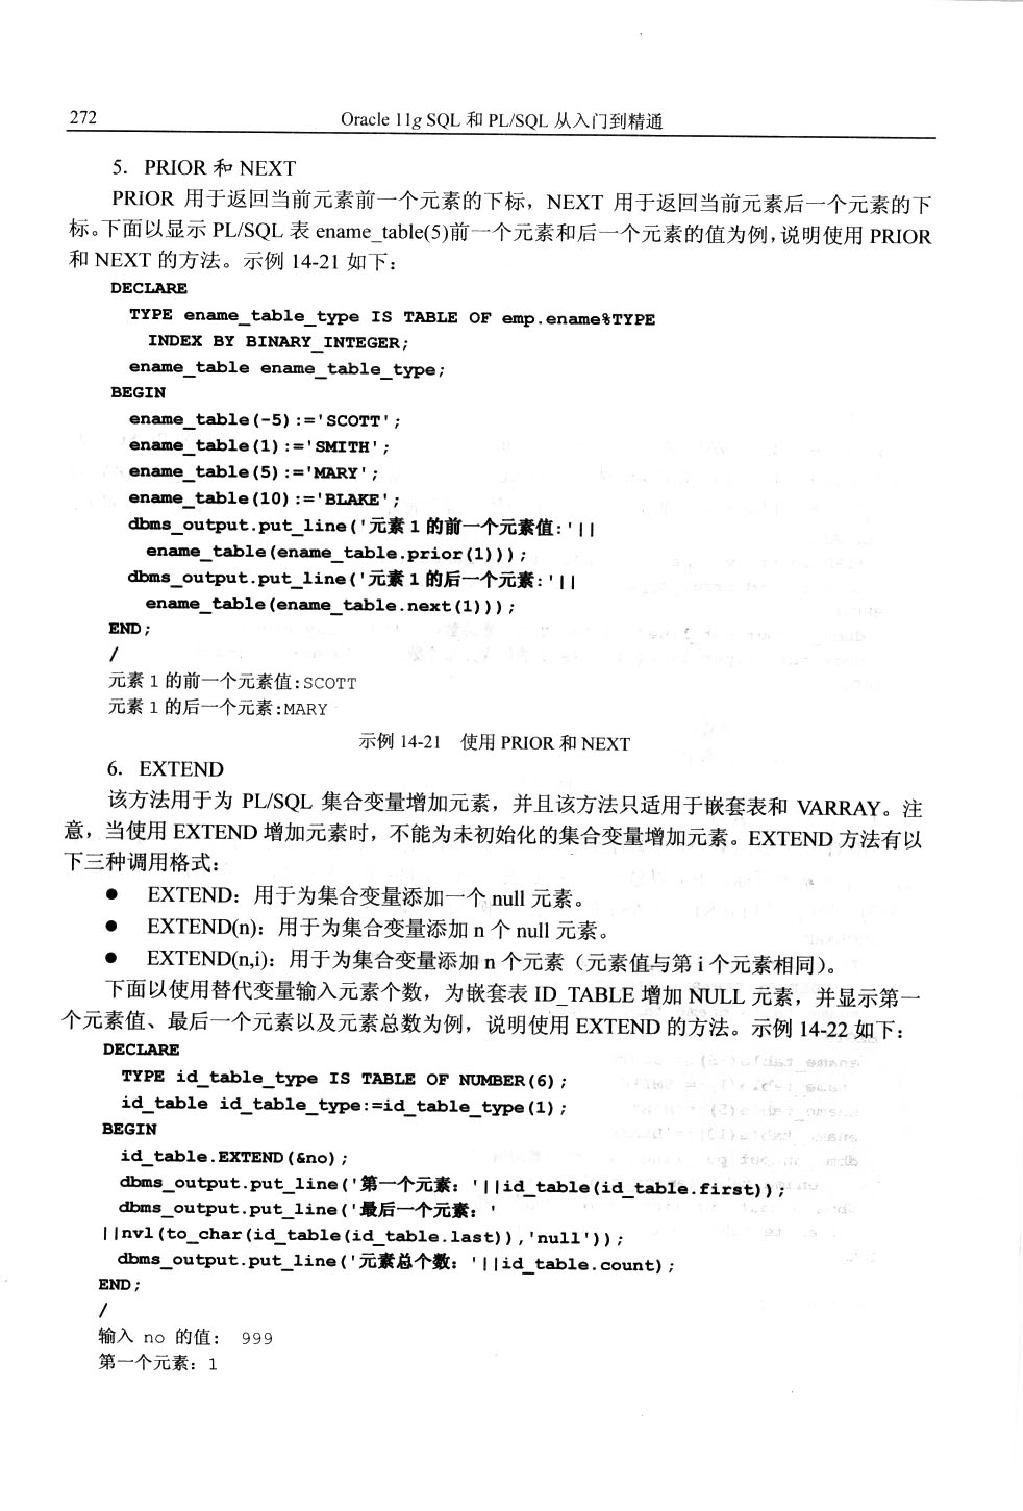 272
Oracle 11g SQL 和 PL/SQL 从入门到精通
5. PRIOR 和 NEXT
PRIOR 用于返回当前元素前一个元素的下标，NEXT 用于返回当前元素后一个元素的下
标。下面以显示 PL/SQL 表 ename_table(5)前一个元素和后一个元素的值为例，说明使用 PRIOR
和 NEXT 的方法。示例 14-21 如下：
DECLARE
TYPE ename_table_type IS TABLE OF emp.ename%TYPE
INDEX BY BINARY_INTEGER;
ename_table ename_table_type;
BEGIN
ename_table(-5):='SCOTT';
ename_table(1):='SMITH';
ename_table(5):='MARY';
ename_table(10):='BLAKE';
dbms_output.put_line('元素 1 的前一个元素值:'||
ename_table(ename_table.prior(1)));
dbms_output.put_line('元素 1 的后一个元素:'||
ename_table(ename_table.next(1)));
END;
/
元素 1 的前一个元素值:SCOTT
元素 1 的后一个元素:MARY
示例 14-21 使用 PRIOR 和 NEXT
6. EXTEND
该方法用于为 PL/SQL 集合变量增加元素，并且该方法只适用于嵌套表和 VARRAY。注
意，当使用 EXTEND 增加元素时，不能为未初始化的集合变量增加元素。EXTEND 方法有以
下三种调用格式：
● EXTEND：用于为集合变量添加一个 null 元素。
● EXTEND(n)：用于为集合变量添加 n 个 null 元素。
● EXTEND(n,i)：用于为集合变量添加 n 个元素（元素值与第 i 个元素相同）。
下面以使用替代变量输入元素个数，为嵌套表 ID_TABLE 增加 NULL 元素，并显示第一
个元素值、最后一个元素以及元素总数为例，说明使用 EXTEND 的方法。示例 14-22 如下：
DECLARE
TYPE id_table_type IS TABLE OF NUMBER(6);
id_table id_table_type:=id_table_type(1);
BEGIN
id_table.EXTEND(&no);
dbms_output.put_line('第一个元素：'||id_table(id_table.first));
dbms_output.put_line('最后一个元素：'
||nvl(to_char(id_table(id_table.last)),'null'));
dbms_output.put_line('元素总个数：'||id_table.count);
END;
/
输入 no 的值： 999
第一个元素：1